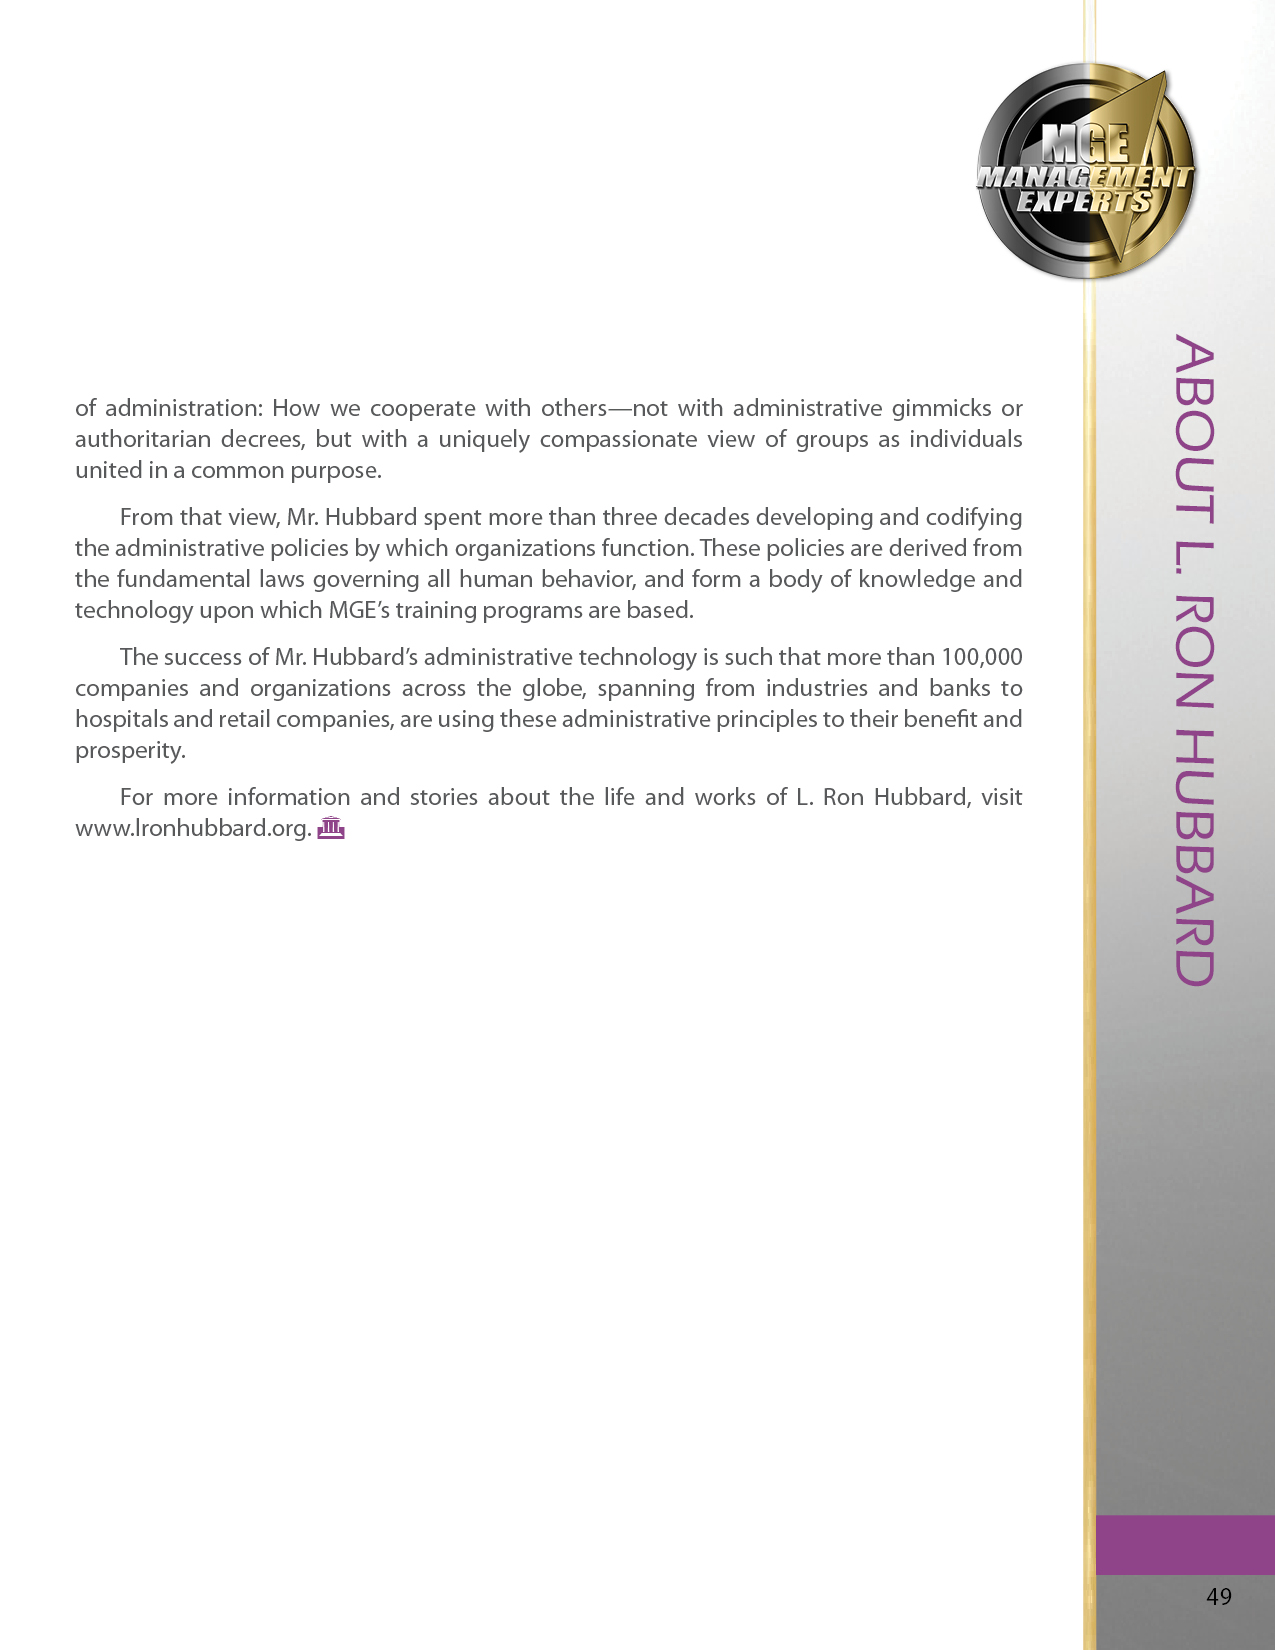 MGE
MANAGEMENT
EXPERTS
ABOUT L. RON HUBBARD
of administration: How we cooperate with others—not with administrative gimmicks or
authoritarian decrees, but with a uniquely compassionate view of groups as individuals
united in a common purpose.
From that view, Mr. Hubbard spent more than three decades developing and codifying
the administrative policies by which organizations function. These policies are derived from
the fundamental laws governing all human behavior, and form a body of knowledge and
technology upon which MGE’s training programs are based.
The success of Mr. Hubbard’s administrative technology is such that more than 100,000
companies and organizations across the globe, spanning from industries and banks to
hospitals and retail companies, are using these administrative principles to their benefit and
prosperity.
For more information and stories about the life and works of L. Ron Hubbard, visit
www.lronhubbard.org.
49